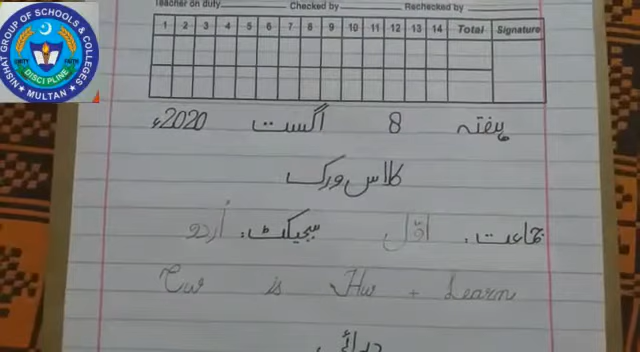 NISHAT GROUP OF SCHOOLS & COLLEGES
UNITY FAITH
DISCIPLINE
MULTAN
Teacher on duty Checked by Rechecked by
1 2 3 4 5 6 7 8 9 10 11 12 13 14 Total Signature
ہفتہ 8 اگست 2020ء
کلاس ورک
جماعت: اوّل سبجیکٹ: اُردو
Cw is Hw + Learn